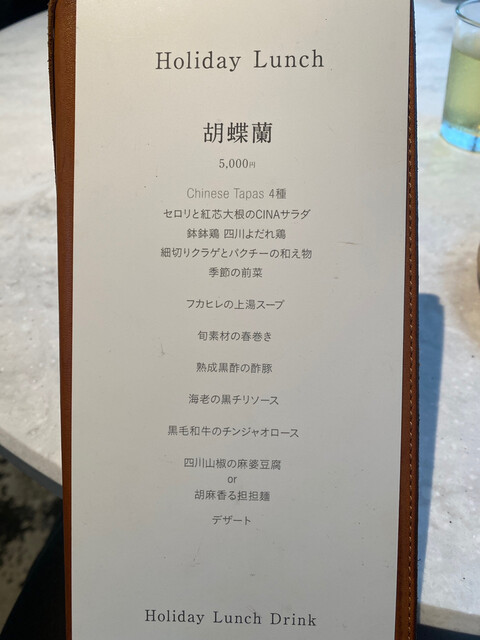 Holiday Lunch
胡蝶蘭
5,000円
Chinese Tapas 4種
セロリと紅芯大根のCINAサラダ
鉢鉢鶏 四川よだれ鶏
細切りクラゲとパクチーの和え物
季節の前菜
フカヒレの上湯スープ
旬素材の春巻き
熟成黒酢の酢豚
海老の黒チリソース
黒毛和牛のチンジャオロース
四川山椒の麻婆豆腐
or
胡麻香る担担麺
デザート
Holiday Lunch Drink